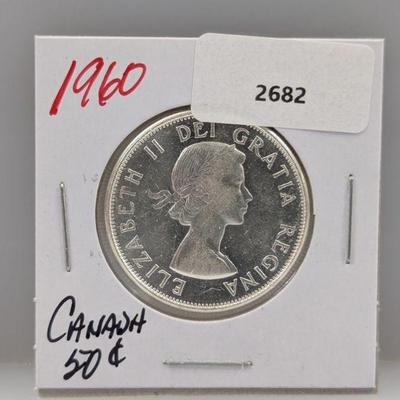 1960
2682
ELIZABETH II DEI GRATIA REGINA
CANADA
50¢